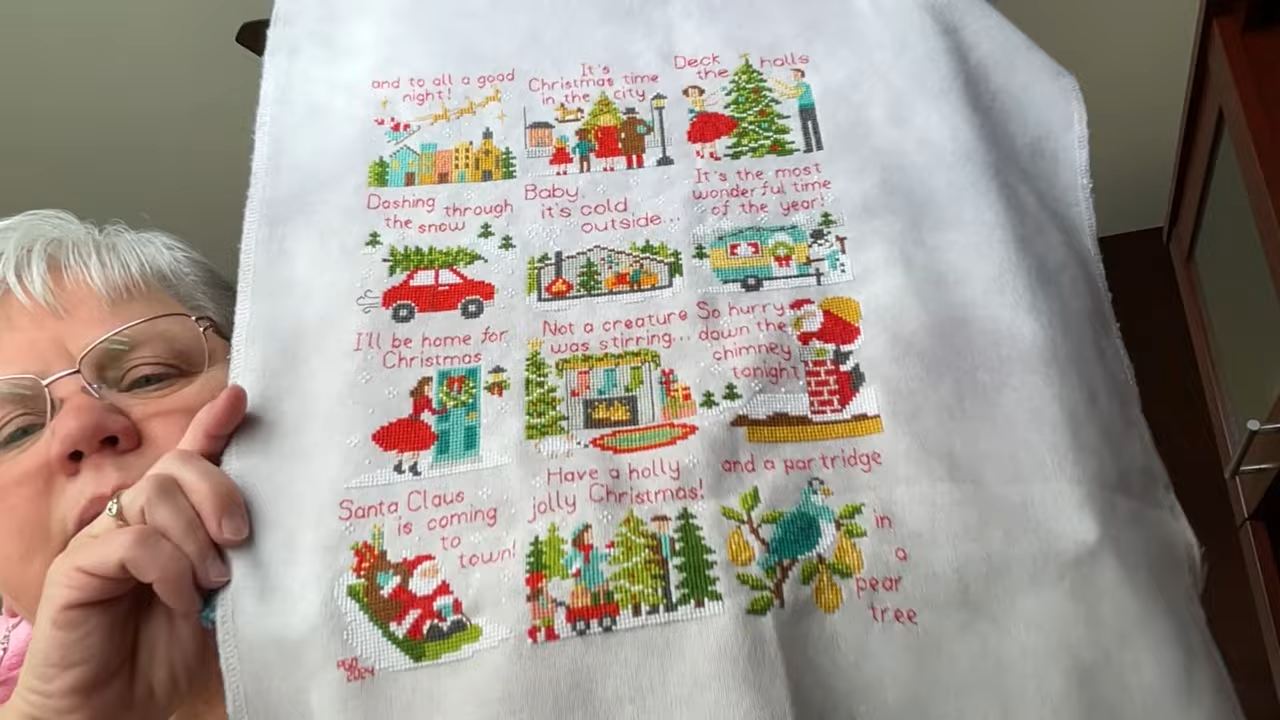 and to all a good
night!
It's
Christmas time
in the city
Deck
the halls
Dashing through
the snow
Baby,
it's cold
outside...
It's the most
wonderful time
of the year!
I'll be home for
Christmas
Not a creature
was stirring...
So hurry
down the
chimney
tonight
Santa Claus
is coming
to
town!
Have a holly
jolly Christmas!
and a partridge
in
a
pear
tree
2024